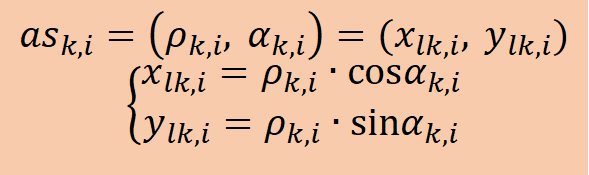 as_{k,i} = (ρ_{k,i}, α_{k,i}) = (x_{lk,i}, y_{lk,i})
{x_{lk,i} = ρ_{k,i} · cosα_{k,i}
y_{lk,i} = ρ_{k,i} · sinα_{k,i}